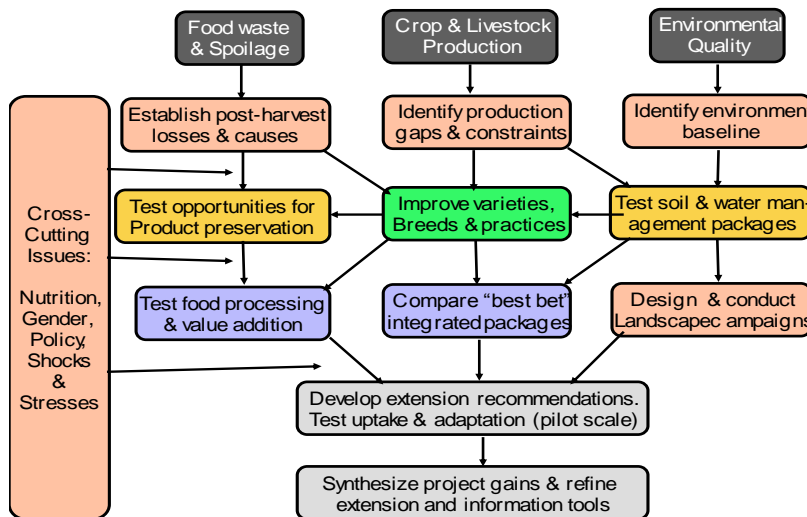 Food waste
& Spoilage
Crop & Livestock
Production
Environmental
Quality
Establish post-harvest
losses & causes
Identify production
gaps & constraints
Identify environmen
baseline
Cross-
Cutting
Issues:
Nutrition,
Gender,
Policy,
Shocks
&
Stresses
Test opportunities for
Product preservation
Improve varieties,
Breeds & practices
Test soil & water man-
agement packages
Test food processing
& value addition
Compare “best bet”
integrated packages
Design & conduct
Landscapec ampaigns
Develop extension recommendations.
Test uptake & adaptation (pilot scale)
Synthesize project gains & refine
extension and information tools